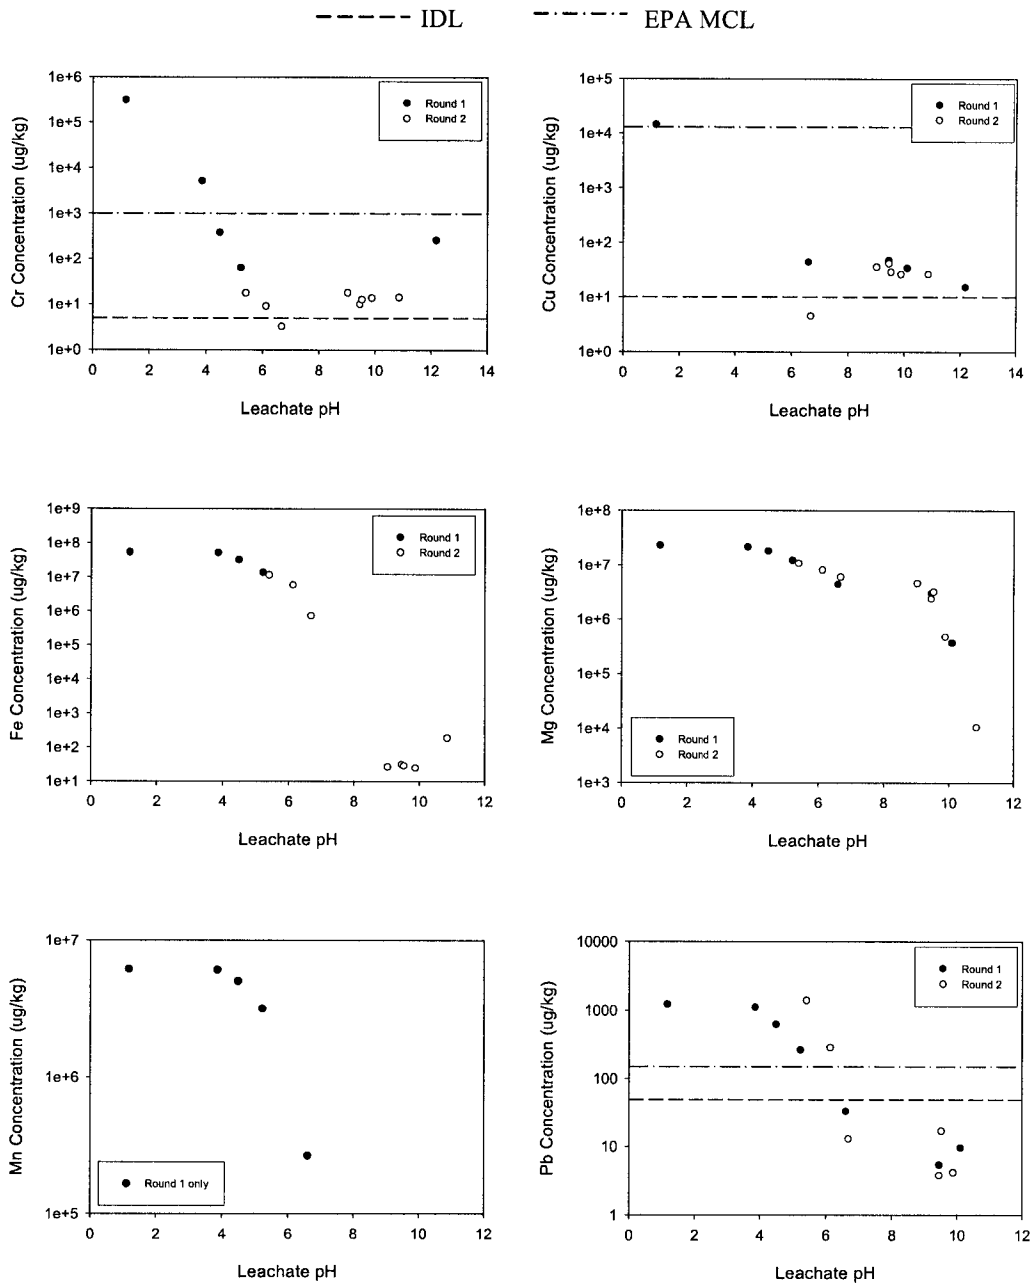 IDL
EPA MCL
Cr Concentration (ug/kg)
1e+6
1e+5
1e+4
1e+3
1e+2
1e+1
1e+0
Round 1
Round 2
0 2 4 6 8 10 12 14
Leachate pH
Cu Concentration (ug/kg)
1e+5
1e+4
1e+3
1e+2
1e+1
1e+0
Round 1
Round 2
0 2 4 6 8 10 12 14
Leachate pH
Fe Concentration (ug/kg)
1e+9
1e+8
1e+7
1e+6
1e+5
1e+4
1e+3
1e+2
1e+1
Round 1
Round 2
0 2 4 6 8 10 12
Leachate pH
Mg Concentration (ug/kg)
1e+8
1e+7
1e+6
1e+5
1e+4
1e+3
Round 1
Round 2
0 2 4 6 8 10 12
Leachate pH
Mn Concentration (ug/kg)
1e+7
1e+6
1e+5
Round 1 only
0 2 4 6 8 10 12
Leachate pH
Pb Concentration (ug/kg)
10000
1000
100
10
1
Round 1
Round 2
0 2 4 6 8 10 12
Leachate pH